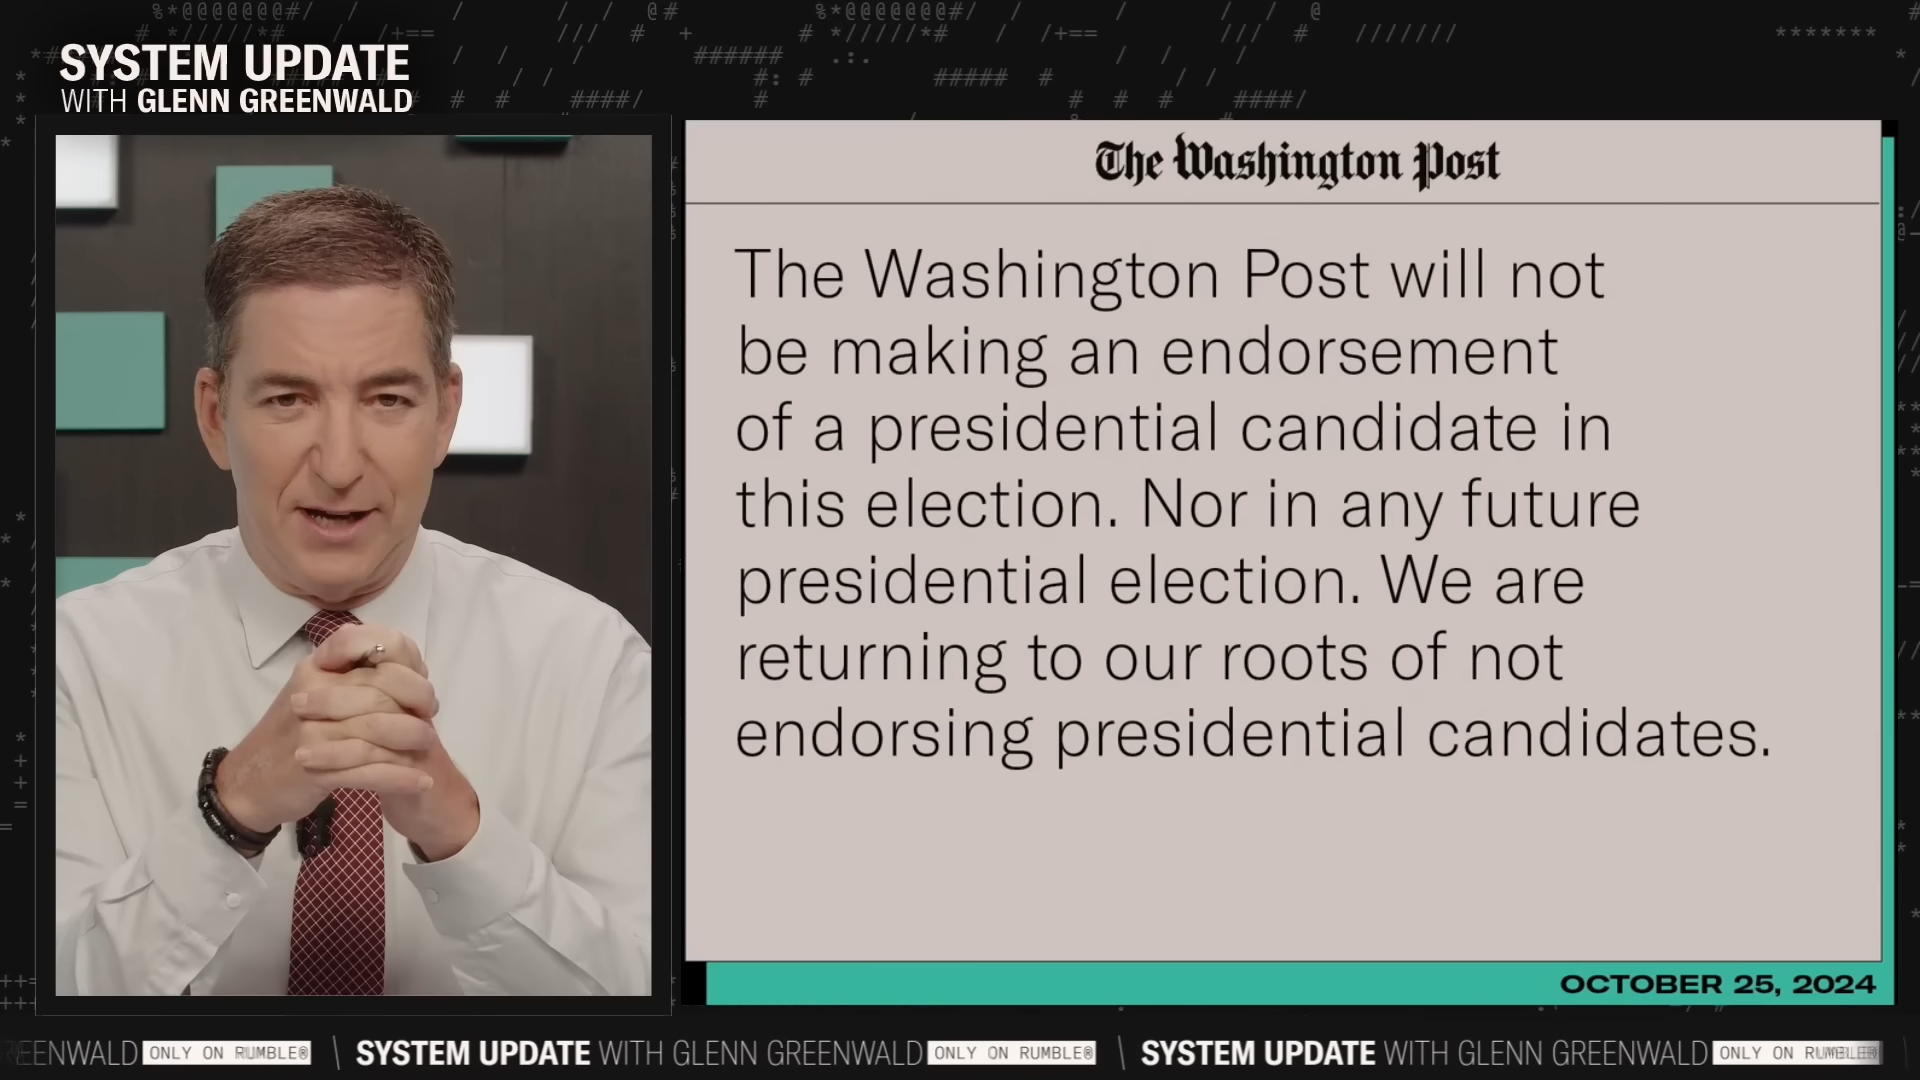 SYSTEM UPDATE
WITH GLENN GREENWALD
The Washington Post
The Washington Post will not
be making an endorsement
of a presidential candidate in
this election. Nor in any future
presidential election. We are
returning to our roots of not
endorsing presidential candidates.
OCTOBER 25, 2024
EENWALD ONLY ON RUMBLE® \ SYSTEM UPDATE WITH GLENN GREENWALD ONLY ON RUMBLE® \ SYSTEM UPDATE WITH GLENN GREENWALD ONLY ON RUMBLE®